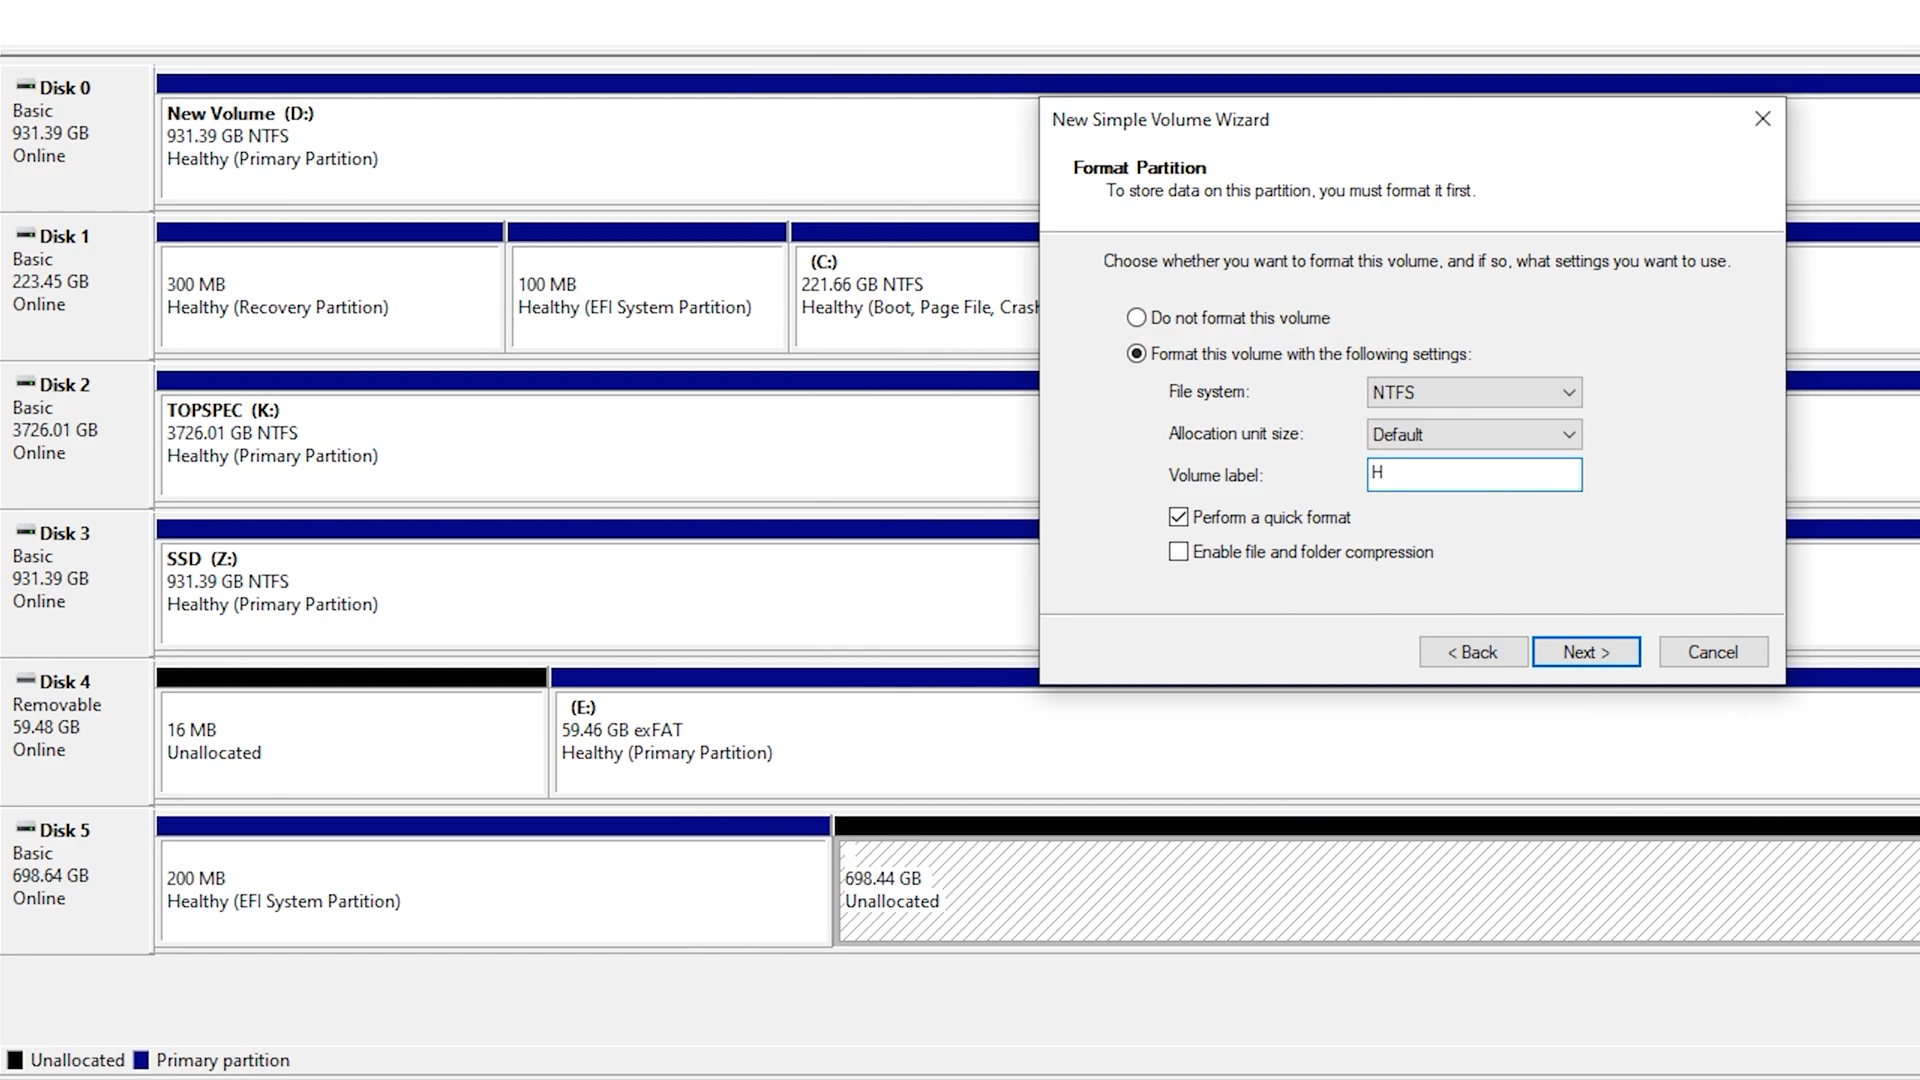 Disk 0
Basic
931.39 GB
Online
New Volume (D:)
931.39 GB NTFS
Healthy (Primary Partition)
Disk 1
Basic
223.45 GB
Online
300 MB
Healthy (Recovery Partition)
100 MB
Healthy (EFI System Partition)
(C:)
221.66 GB NTFS
Healthy (Boot, Page File, Crash
Disk 2
Basic
3726.01 GB
Online
TOPSPEC (K:)
3726.01 GB NTFS
Healthy (Primary Partition)
Disk 3
Basic
931.39 GB
Online
SSD (Z:)
931.39 GB NTFS
Healthy (Primary Partition)
Disk 4
Removable
59.48 GB
Online
16 MB
Unallocated
(E:)
59.46 GB exFAT
Healthy (Primary Partition)
Disk 5
Basic
698.64 GB
Online
200 MB
Healthy (EFI System Partition)
698.44 GB
Unallocated
Unallocated Primary partition
New Simple Volume Wizard
Format Partition
To store data on this partition, you must format it first.
Choose whether you want to format this volume, and if so, what settings you want to use.
Do not format this volume
Format this volume with the following settings:
File system: NTFS
Allocation unit size: Default
Volume label: H
Perform a quick format
Enable file and folder compression
< Back Next > Cancel